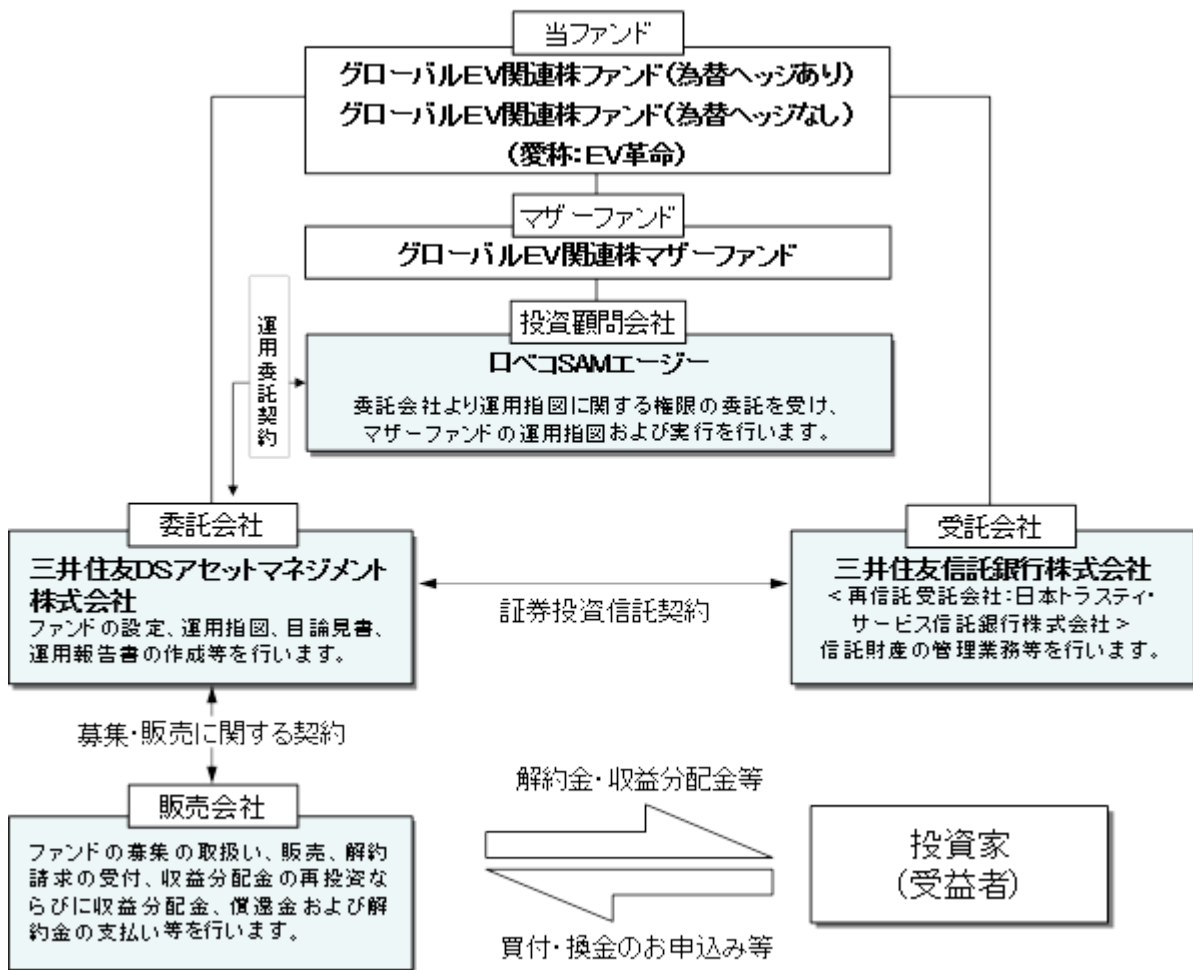 当ファンド
グローバルEV関連株ファンド(為替ヘッジあり)
グローバルEV関連株ファンド(為替ヘッジなし)
(愛称:EV革命)
マザーファンド
グローバルEV関連株マザーファンド
運用委託契約
投資顧問会社
ロベコSAMエージー
委託会社より運用指図に関する権限の委託を受け、
マザーファンドの運用指図および実行を行います。
委託会社
三井住友DSアセットマネジメント
株式会社
ファンドの設定、運用指図、目論見書、
運用報告書の作成等を行います。
証券投資信託契約
受託会社
三井住友信託銀行株式会社
<再信託受託会社:日本トラスティ・
サービス信託銀行株式会社>
信託財産の管理業務等を行います。
募集・販売に関する契約
販売会社
ファンドの募集の取扱い、販売、解約
請求の受付、収益分配金の再投資な
らびに収益分配金、償還金および解
約金の支払い等を行います。
解約金・収益分配金等
買付・換金のお申込み等
投資家
(受益者)